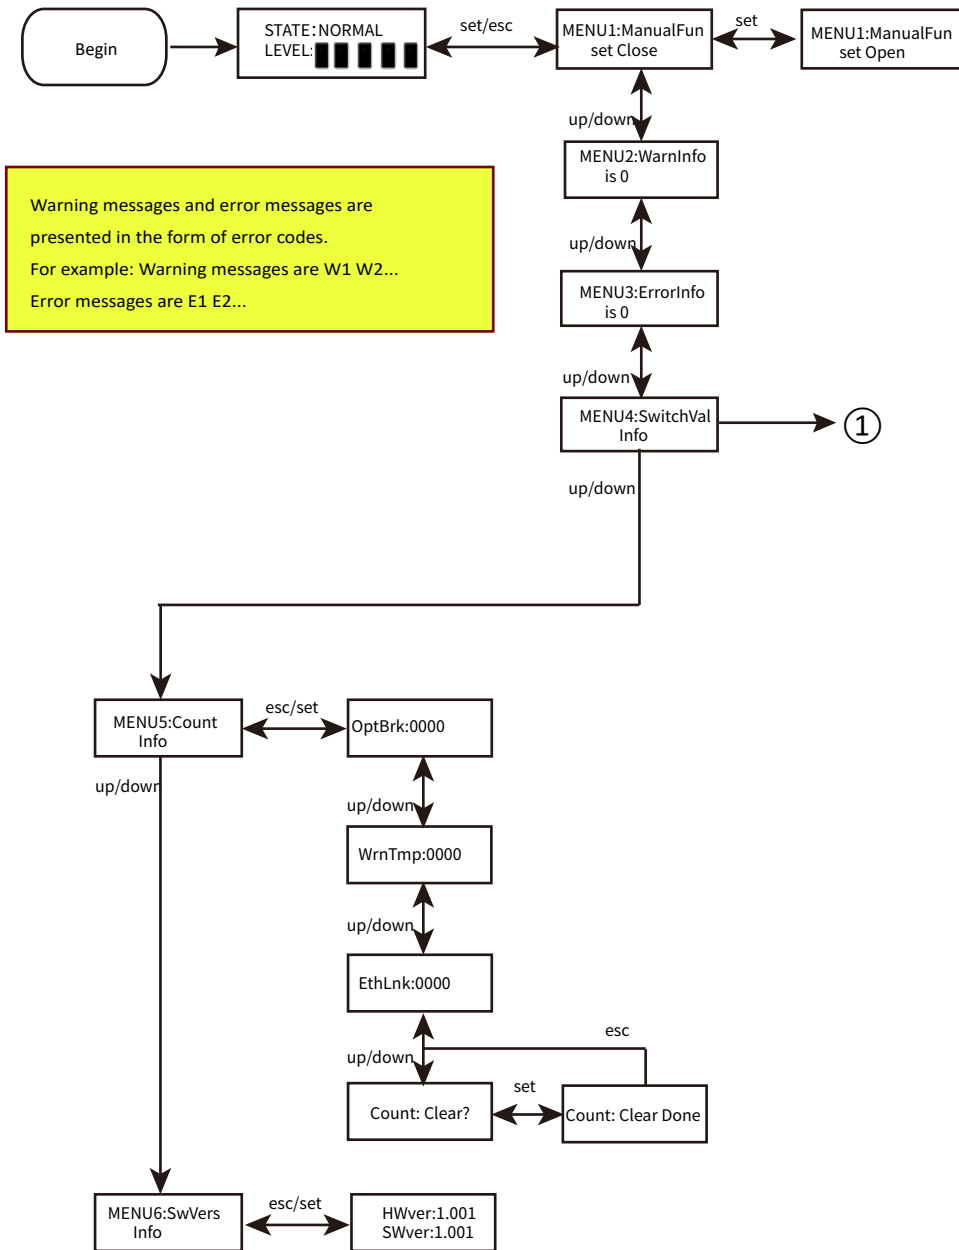 Begin
STATE:NORMAL
LEVEL:
set/esc
MENU1:ManualFun
set Close
set
MENU1:ManualFun
set Open
up/down
MENU2:WarnInfo
is 0
up/down
MENU3:ErrorInfo
is 0
up/down
MENU4:SwitchVal
Info
①
up/down
Warning messages and error messages are
presented in the form of error codes.
For example: Warning messages are W1 W2...
Error messages are E1 E2...
MENU5:Count
Info
esc/set
OptBrk:0000
up/down
up/down
WrnTmp:0000
up/down
EthLnk:0000
up/down
esc
Count: Clear?
set
Count: Clear Done
MENU6:SwVers
Info
esc/set
HWver:1.001
SWver:1.001